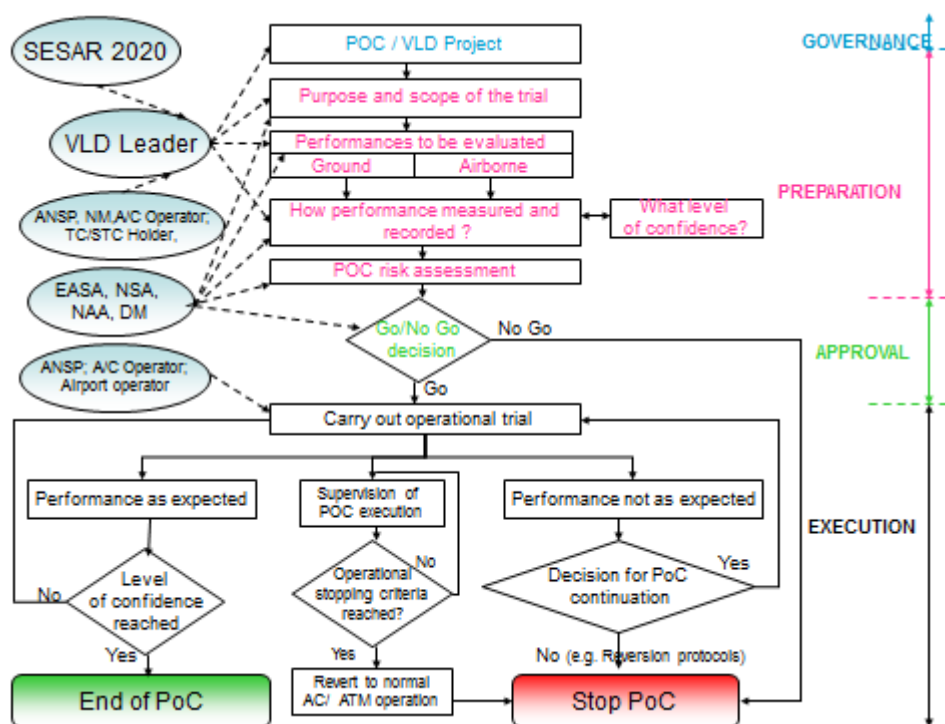 SESAR 2020
POC / VLD Project
GOVERNANCE
Purpose and scope of the trial
VLD Leader
Performances to be evaluated
Ground
Airborne
PREPARATION
ANSP, NM,A/C Operator;
TC/STC Holder,
How performance measured and
recorded ?
What level
of confidence?
POC risk assessment
EASA, NSA,
NAA, DM
Go/No Go
decision
No Go
APPROVAL
ANSP; A/C Operator;
Airport operator
Go
Carry out operational trial
Performance as expected
Supervision of
POC execution
Performance not as expected
EXECUTION
No
Level
of confidence
reached
No
Operational
stopping criteria
reached?
Yes
Decision for PoC
continuation
Yes
Yes
No (e.g. Reversion protocols)
End of PoC
Revert to normal
AC/ ATM operation
Stop PoC